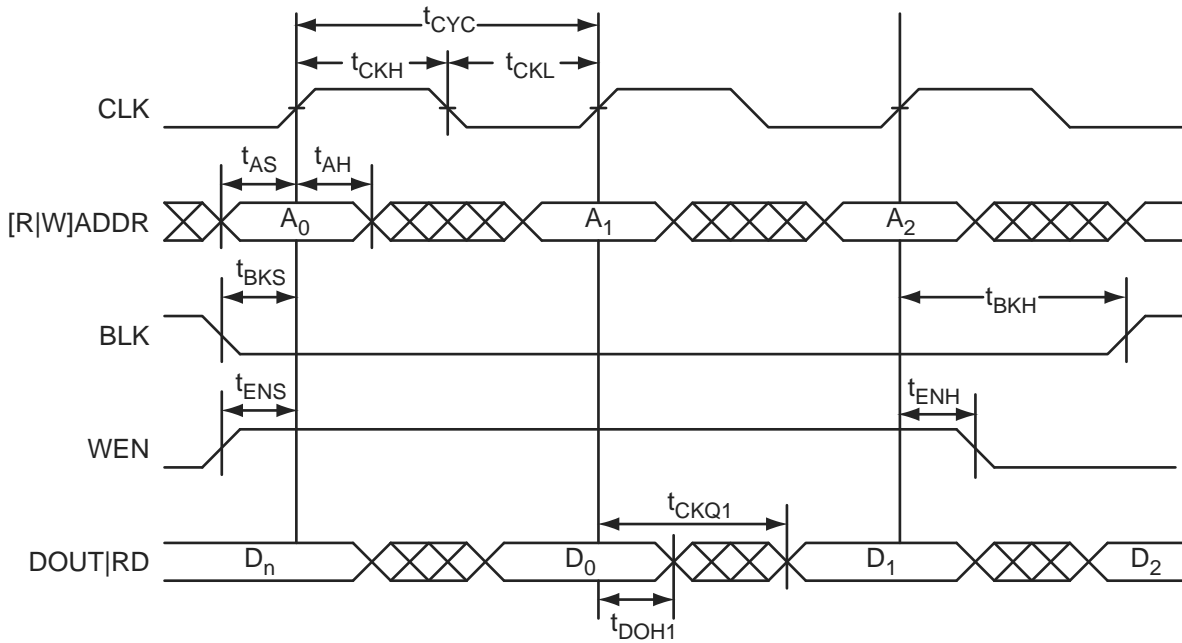 tCYC
tCKH tCKL
CLK
tAS tAH
[R|W]ADDR A0 A1 A2
tBKS tBKH
BLK
tENS tENH
WEN
tCKQ1
DOUT|RD Dn D0 D1 D2
tDOH1